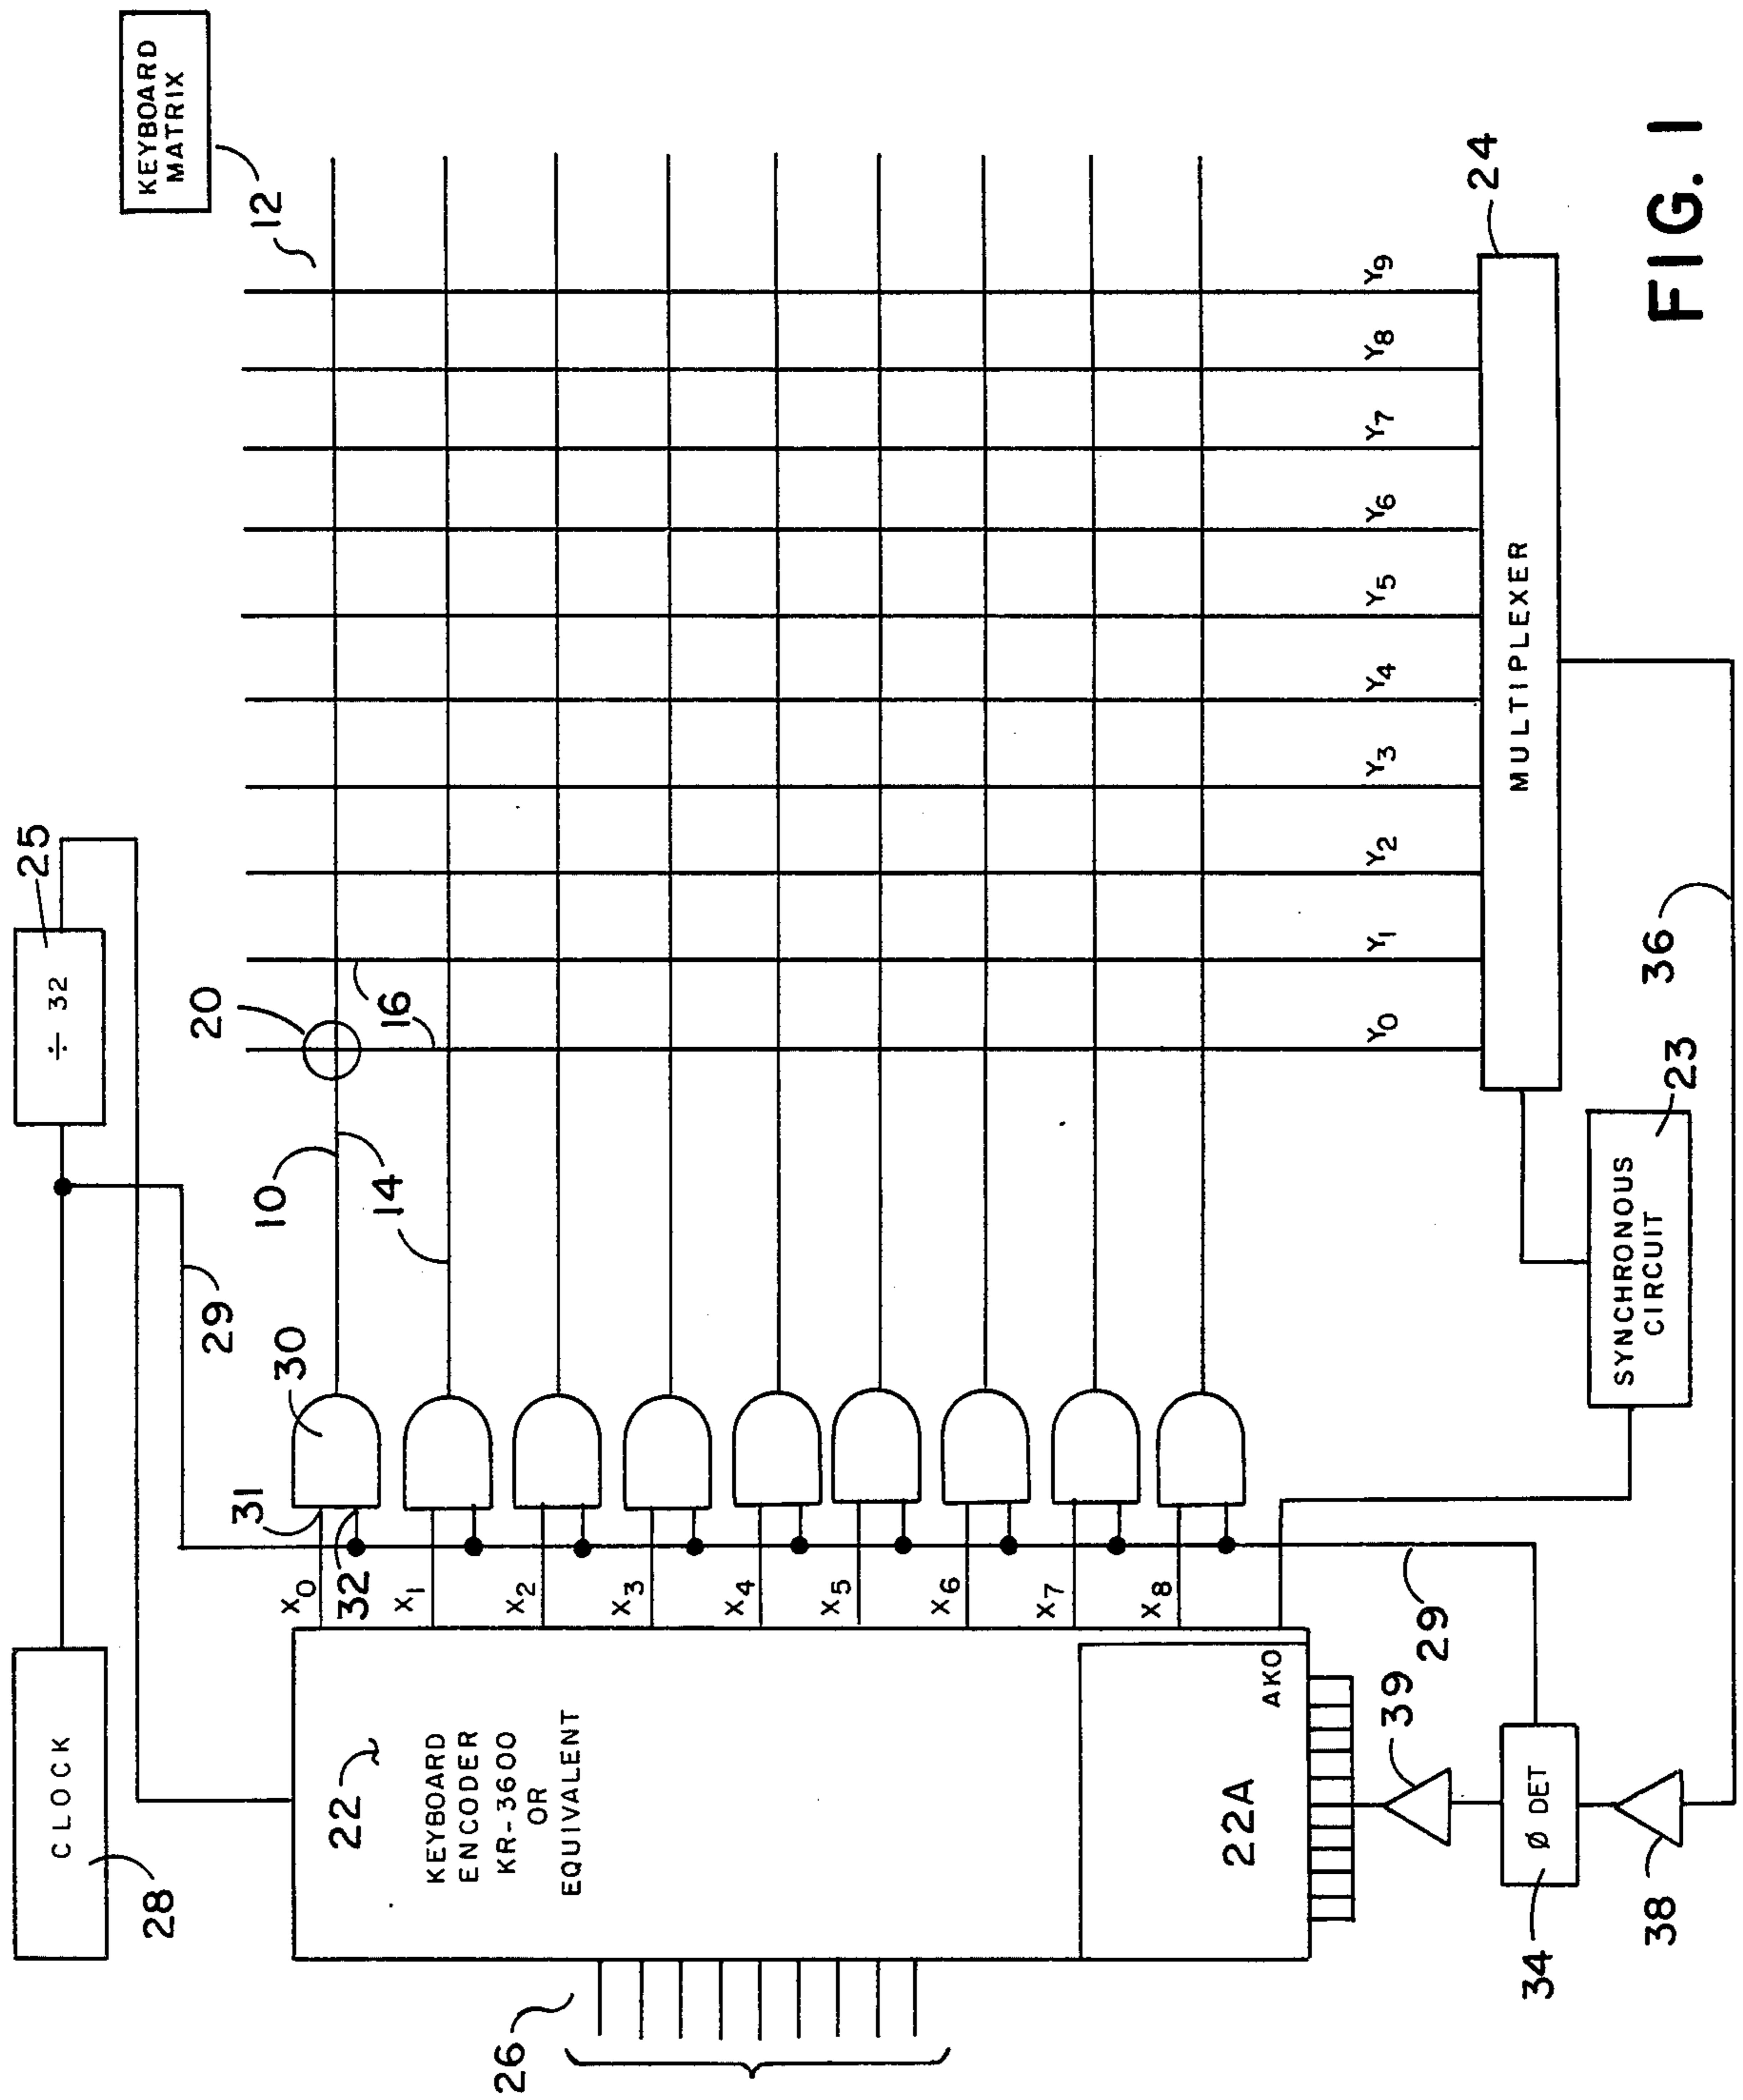 CLOCK
28
÷ 32
25
KEYBOARD
MATRIX
12
29
20
10
14
16
30
31
32
X0
X1
X2
X3
X4
X5
X6
X7
X8
22
KEYBOARD
ENCODER
KR-3600
OR
EQUIVALENT
26
22A
AKO
Y0
Y1
Y2
Y3
Y4
Y5
Y6
Y7
Y8
Y9
MULTIPLEXER
24
SYNCHRONOUS
CIRCUIT
23
29
39
Ø DET
34
38
36
FIG. 1